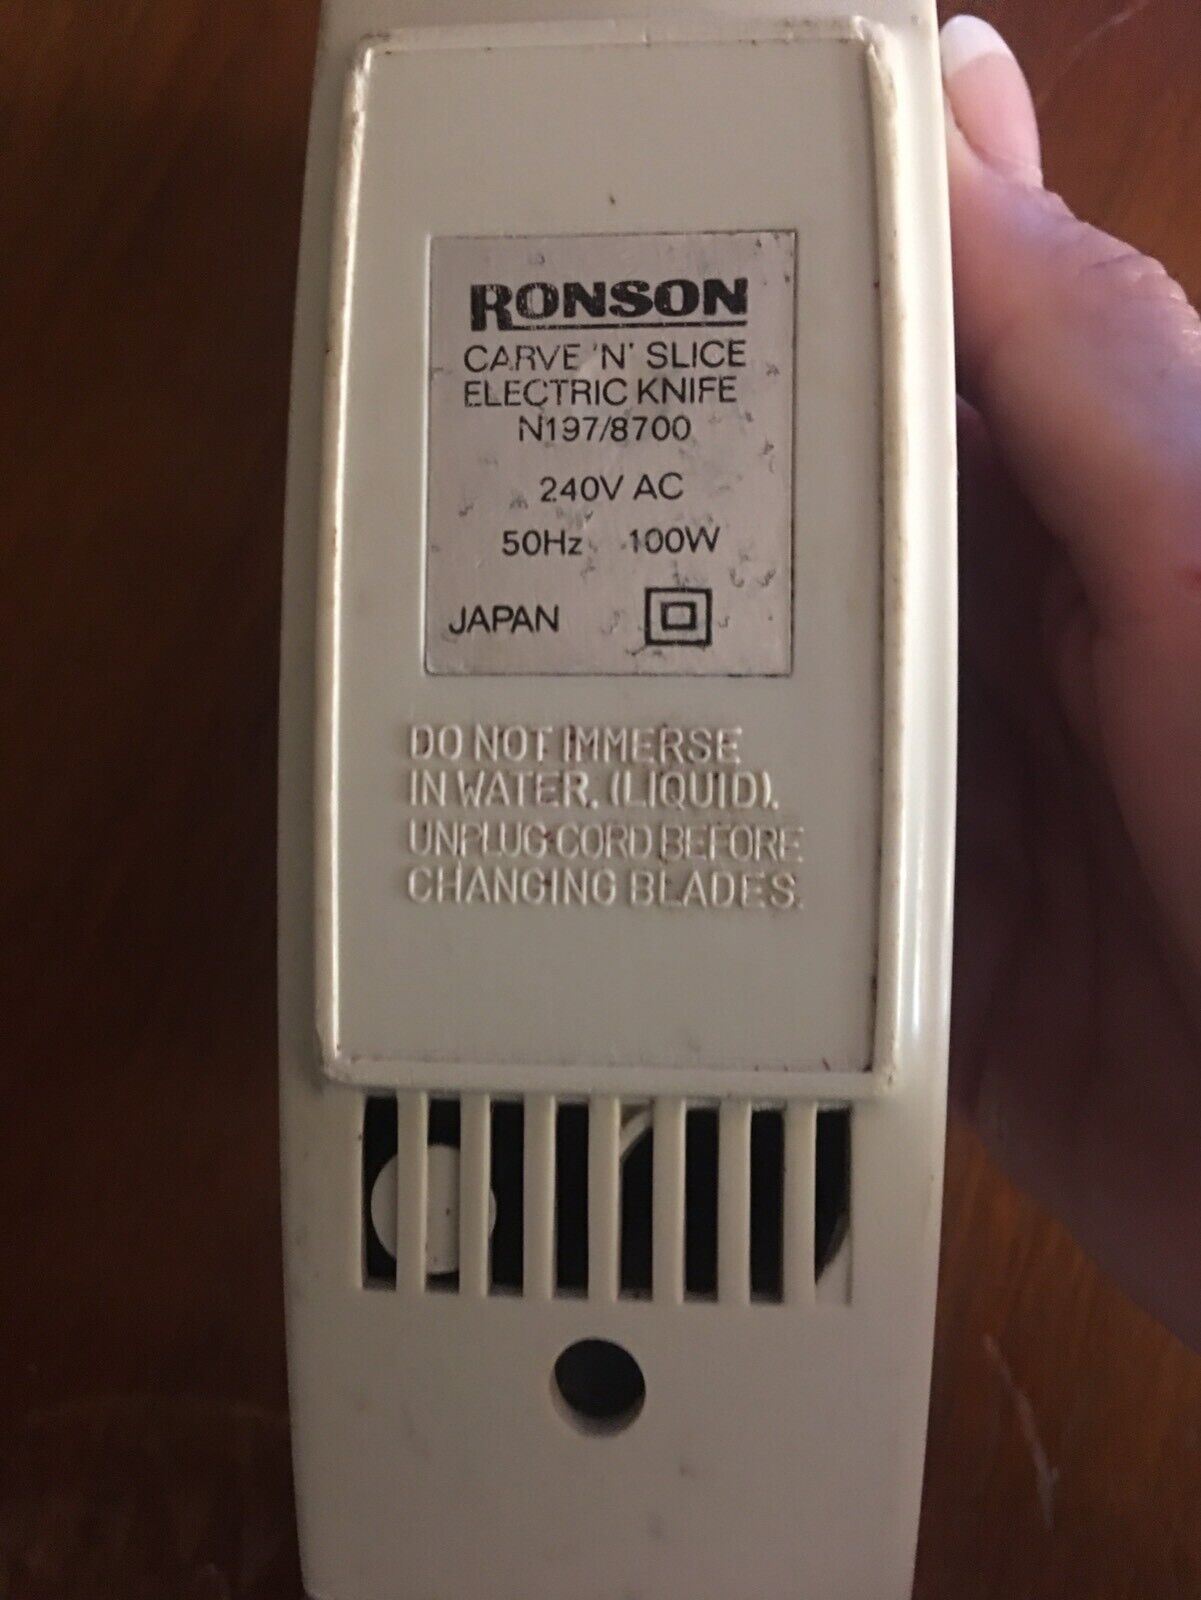 RONSON
CARVE 'N' SLICE
ELECTRIC KNIFE
N197/8700
240V AC
50Hz 100W
JAPAN
DO NOT IMMERSE
IN WATER. (LIQUID).
UNPLUG CORD BEFORE
CHANGING BLADES.